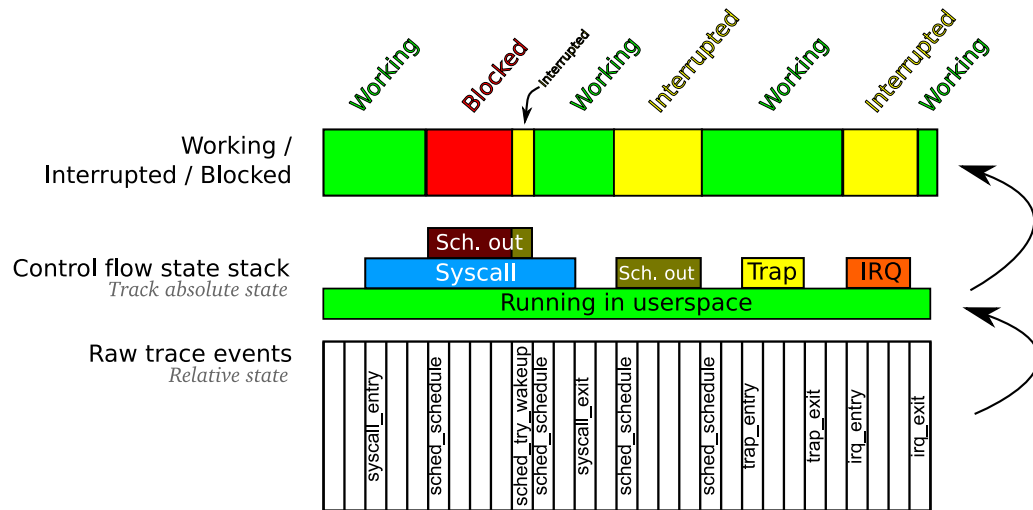 Working
Blocked
Interrupted
Working
Interrupted
Working
Interrupted
Working
Working /
Interrupted / Blocked
Sch. out
Control flow state stack
Track absolute state
Syscall
Sch. out
Trap
IRQ
Running in userspace
Raw trace events
Relative state
syscall_entry
sched_schedule
sched_try_wakeup
sched_schedule
syscall_exit
sched_schedule
sched_schedule
trap_entry
trap_exit
irq_entry
irq_exit